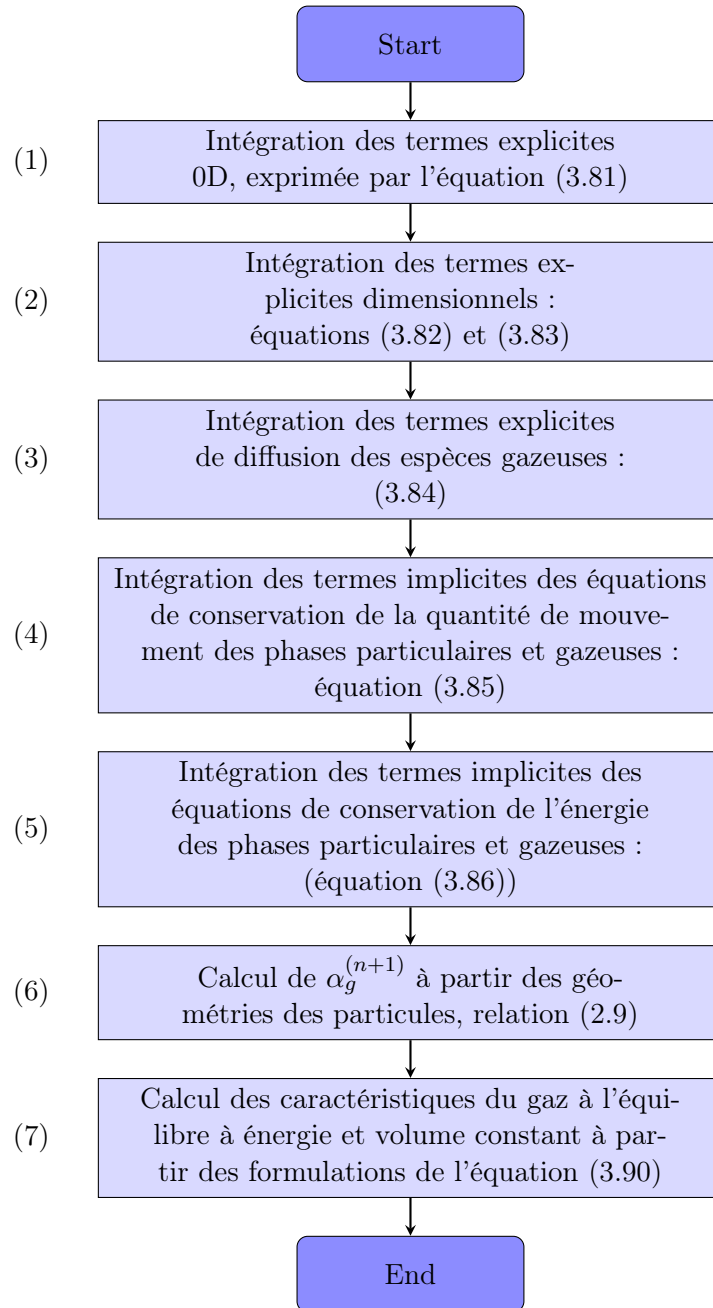 Start
(1)
Intégration des termes explicites
0D, exprimée par l'équation (3.81)
(2)
Intégration des termes ex-
plicites dimensionnels :
équations (3.82) et (3.83)
(3)
Intégration des termes explicites
de diffusion des espèces gazeuses :
(3.84)
(4)
Intégration des termes implicites des équations
de conservation de la quantité de mouve-
ment des phases particulaires et gazeuses :
équation (3.85)
(5)
Intégration des termes implicites des
équations de conservation de l'énergie
des phases particulaires et gazeuses :
(équation (3.86))
(6)
Calcul de $\alpha_g^{(n+1)}$ à partir des géo-
métries des particules, relation (2.9)
(7)
Calcul des caractéristiques du gaz à l'équi-
libre à énergie et volume constant à par-
tir des formulations de l'équation (3.90)
End